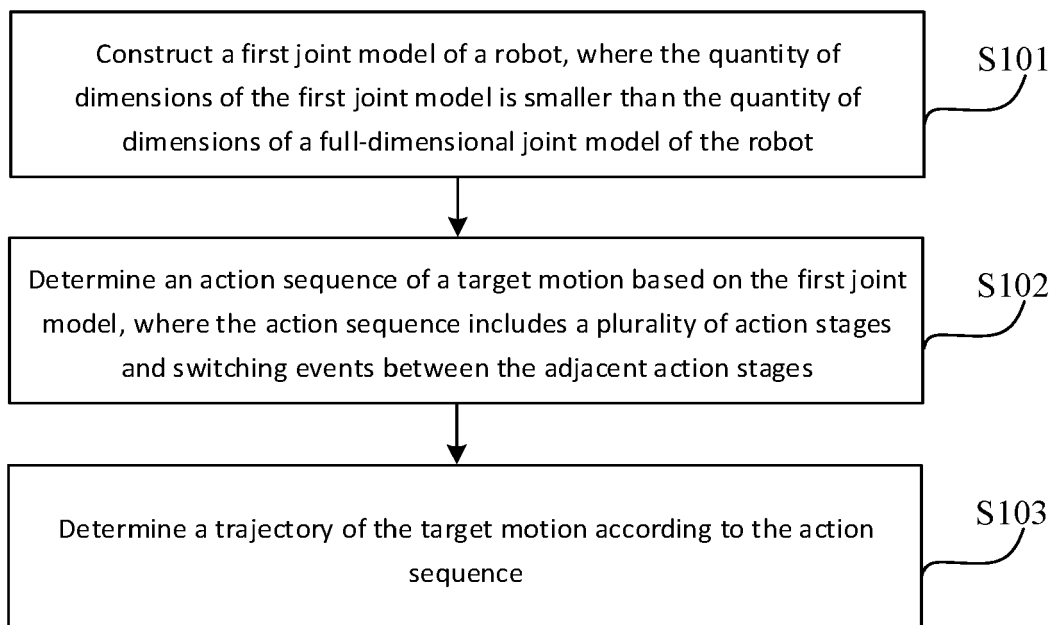 Construct a first joint model of a robot, where the quantity of
dimensions of the first joint model is smaller than the quantity of
dimensions of a full-dimensional joint model of the robot
S101
Determine an action sequence of a target motion based on the first joint
model, where the action sequence includes a plurality of action stages
and switching events between the adjacent action stages
S102
Determine a trajectory of the target motion according to the action
sequence
S103